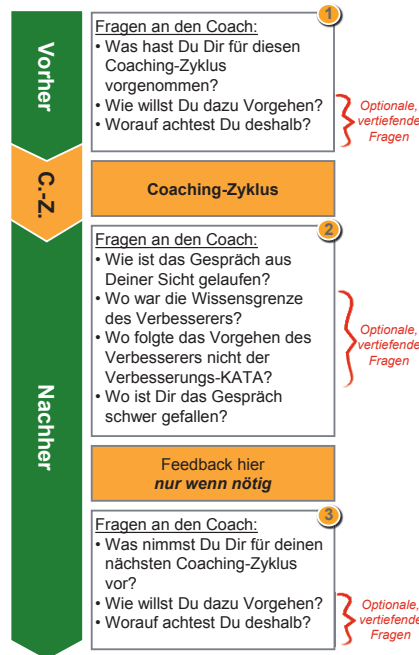 Vorher
1
Fragen an den Coach:
• Was hast Du Dir für diesen
Coaching-Zyklus
vorgenommen?
• Wie willst Du dazu Vorgehen?
• Worauf achtest Du deshalb?
Optionale,
vertiefende
Fragen
C.-Z.
Coaching-Zyklus
Nachher
2
Fragen an den Coach:
• Wie ist das Gespräch aus
Deiner Sicht gelaufen?
• Wo war die Wissensgrenze
des Verbesserers?
• Wo folgte das Vorgehen des
Verbesserers nicht der
Verbesserungs-KATA?
• Wo ist Dir das Gespräch
schwer gefallen?
Optionale,
vertiefende
Fragen
Feedback hier
nur wenn nötig
3
Fragen an den Coach:
• Was nimmst Du Dir für deinen
nächsten Coaching-Zyklus
vor?
• Wie willst Du dazu Vorgehen?
• Worauf achtest Du deshalb?
Optionale,
vertiefende
Fragen